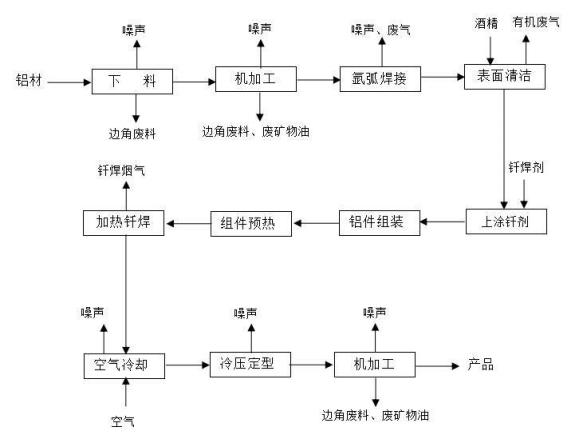 噪声
噪声
噪声、废气
酒精
有机废气
铝材
下 料
机加工
氩弧焊接
表面清洁
边角废料
边角废料、废矿物油
钎焊烟气
钎焊剂
加热钎焊
组件预热
铝件组装
上涂钎剂
噪声
噪声
噪声
空气冷却
冷压定型
机加工
产品
空气
边角废料、废矿物油